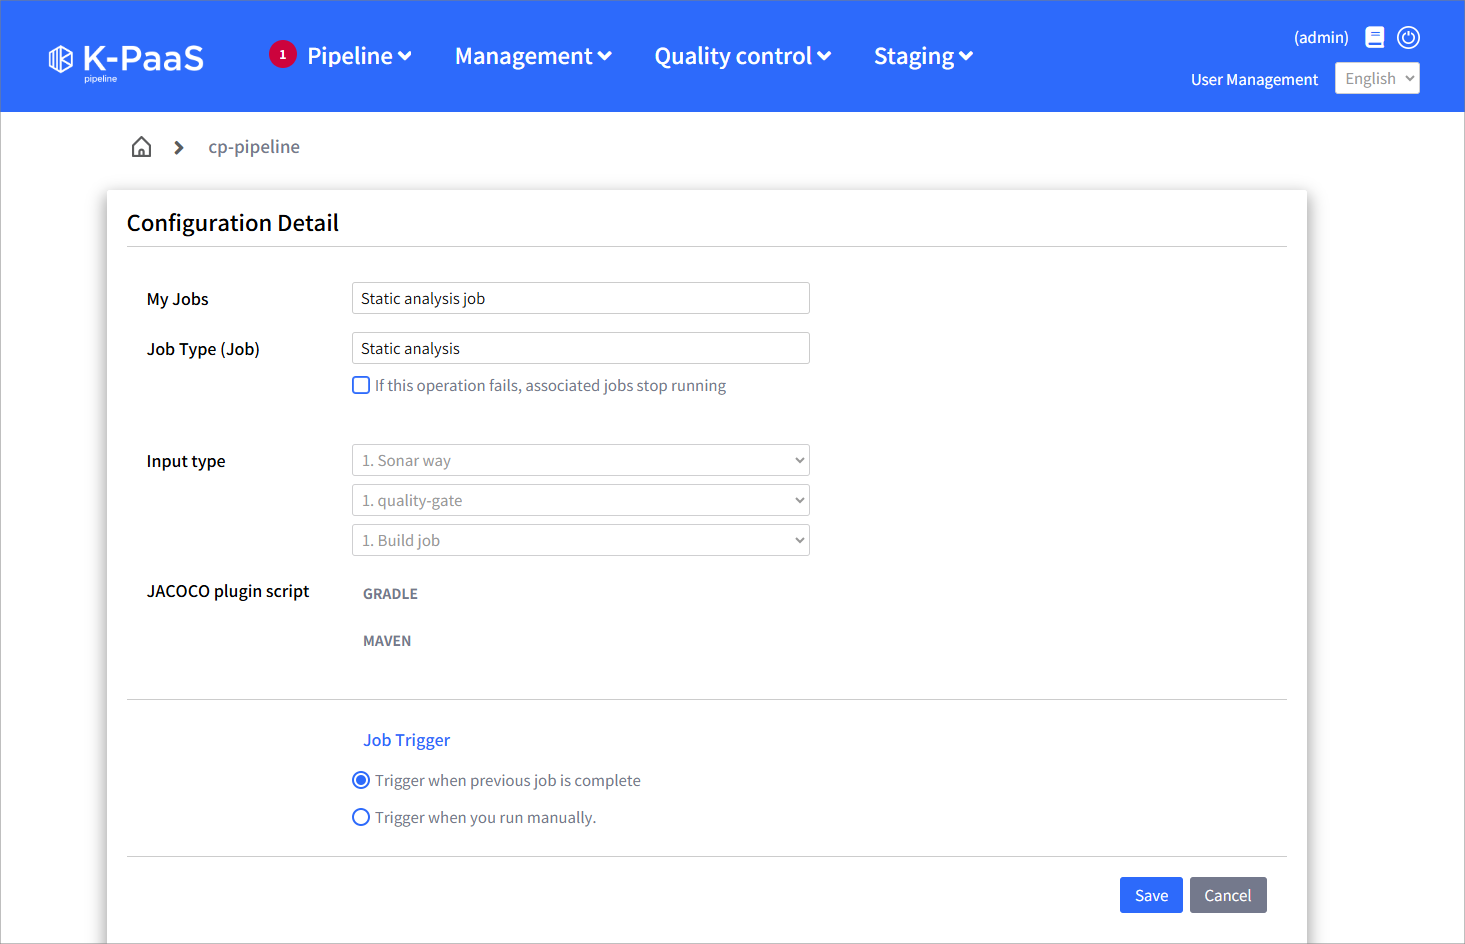 K-PaaS
pipeline
1
Pipeline
Management
Quality control
Staging
(admin)
User Management
English
cp-pipeline
Configuration Detail
My Jobs
Static analysis job
Job Type (Job)
Static analysis
If this operation fails, associated jobs stop running
Input type
1. Sonar way
1. quality-gate
1. Build job
JACOCO plugin script
GRADLE
MAVEN
Job Trigger
Trigger when previous job is complete
Trigger when you run manually.
Save
Cancel